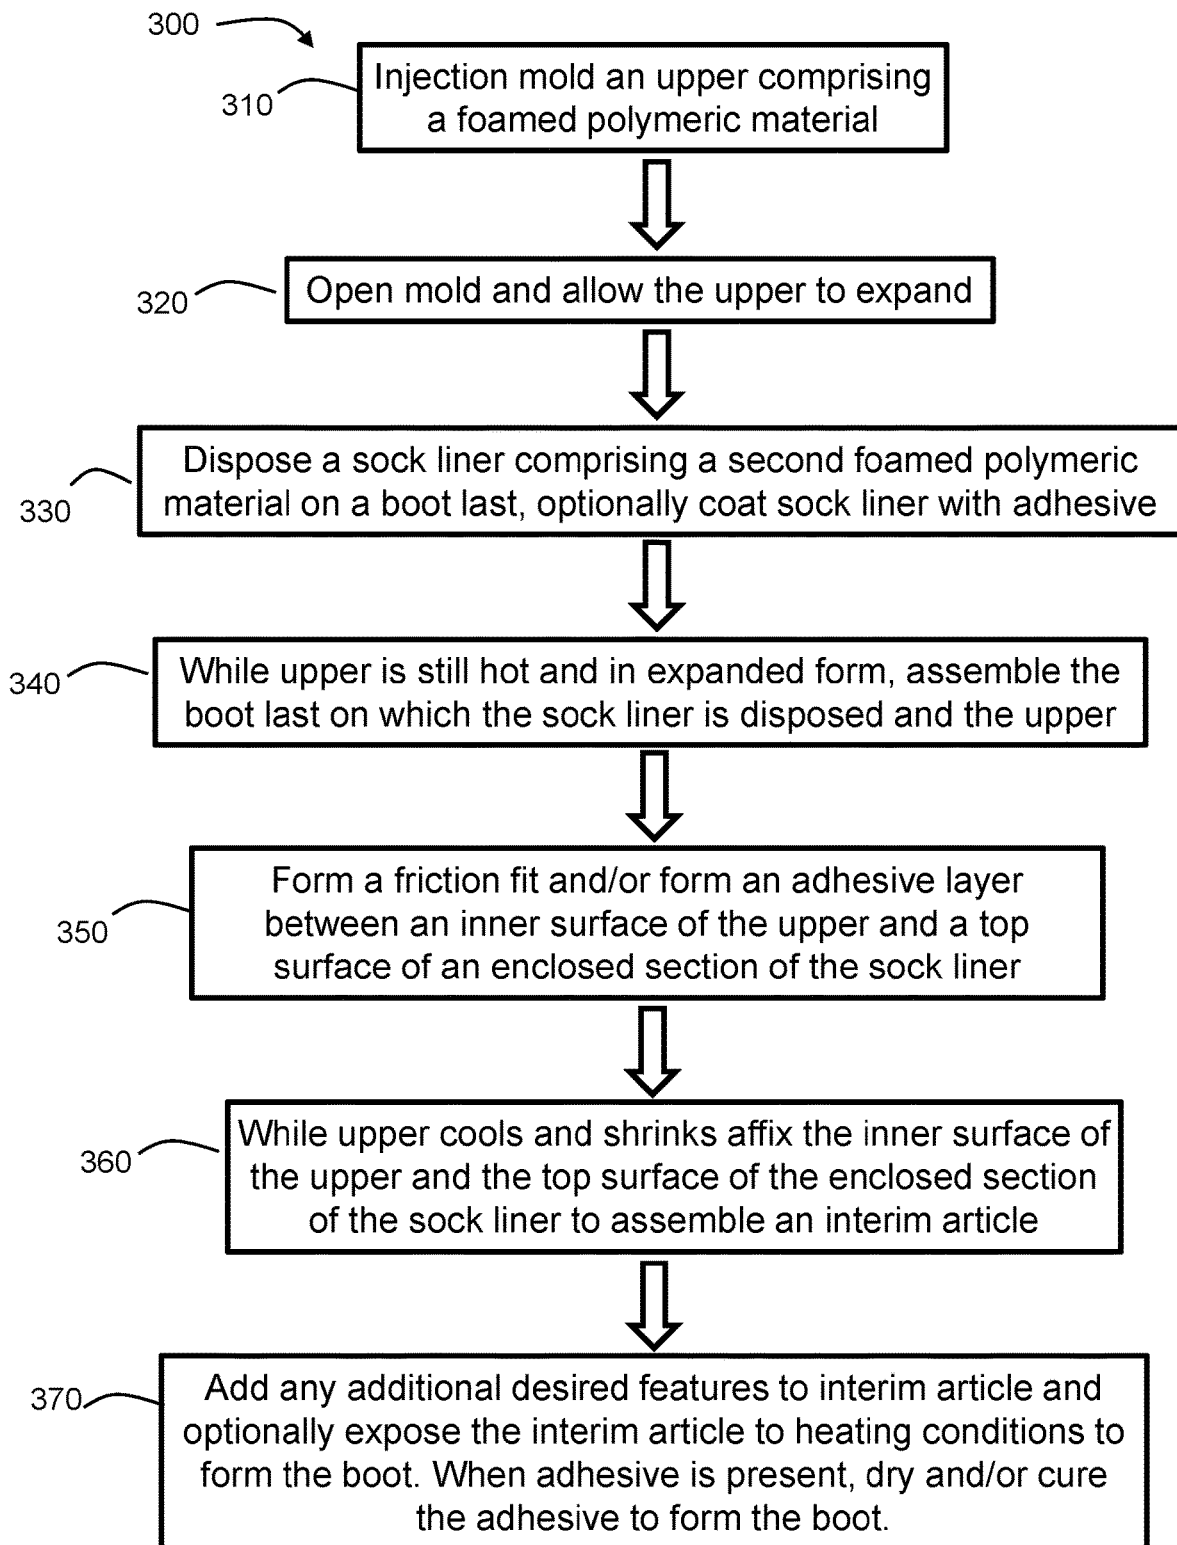 300
310
Injection mold an upper comprising
a foamed polymeric material
320
Open mold and allow the upper to expand
330
Dispose a sock liner comprising a second foamed polymeric
material on a boot last, optionally coat sock liner with adhesive
340
While upper is still hot and in expanded form, assemble the
boot last on which the sock liner is disposed and the upper
350
Form a friction fit and/or form an adhesive layer
between an inner surface of the upper and a top
surface of an enclosed section of the sock liner
360
While upper cools and shrinks affix the inner surface of
the upper and the top surface of the enclosed section
of the sock liner to assemble an interim article
370
Add any additional desired features to interim article and
optionally expose the interim article to heating conditions to
form the boot. When adhesive is present, dry and/or cure
the adhesive to form the boot.